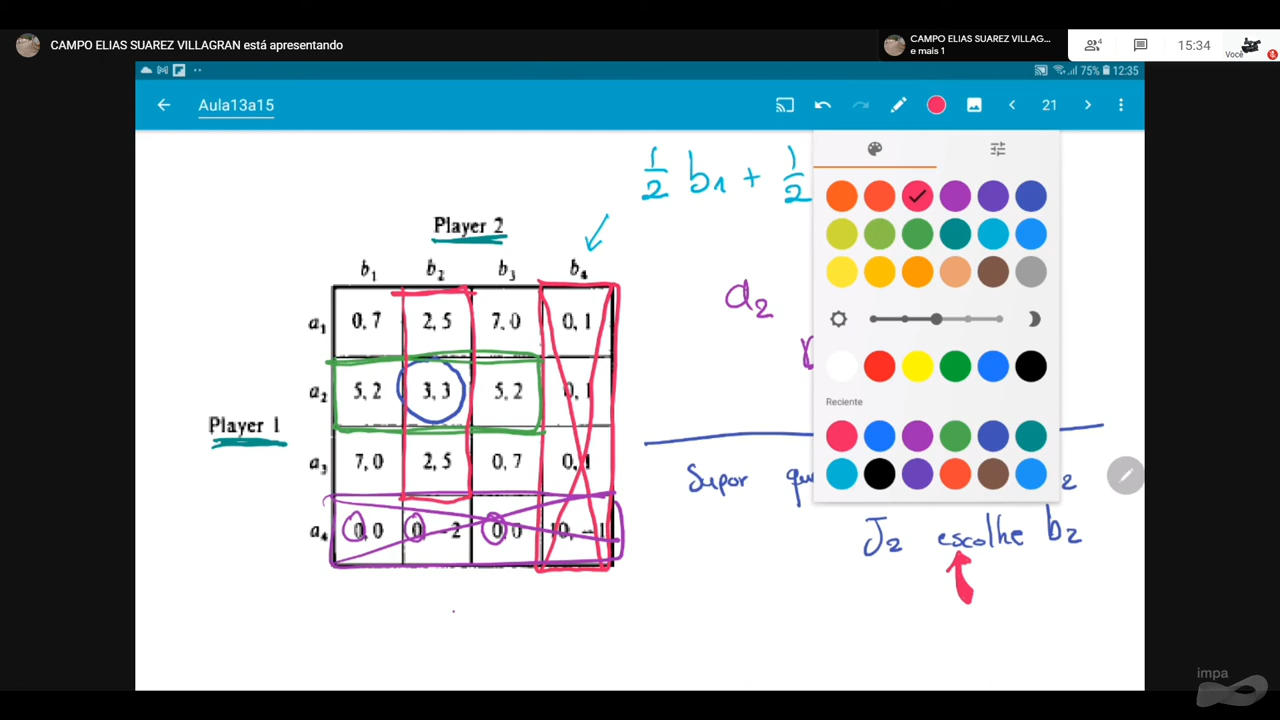 CAMPO ELIAS SUAREZ VILLAGRAN está apresentando
CAMPO ELIAS SUAREZ VILLAG...
e mais 1
4
15:34
Você
75% 12:35
Aula13a15
21
1/2 b1 + 1/2
Player 2
b1 b2 b3 b4
a1 0, 7 2, 5 7, 0 0, 1
a2 5, 2 3, 3 5, 2 0, 1
Player 1
a3 7, 0 2, 5 0, 7 0, 1
a4 0, 0 0, -2 0, 0 10, -1
a2
Reciente
Supor 2
J2 escolhe b2
impa